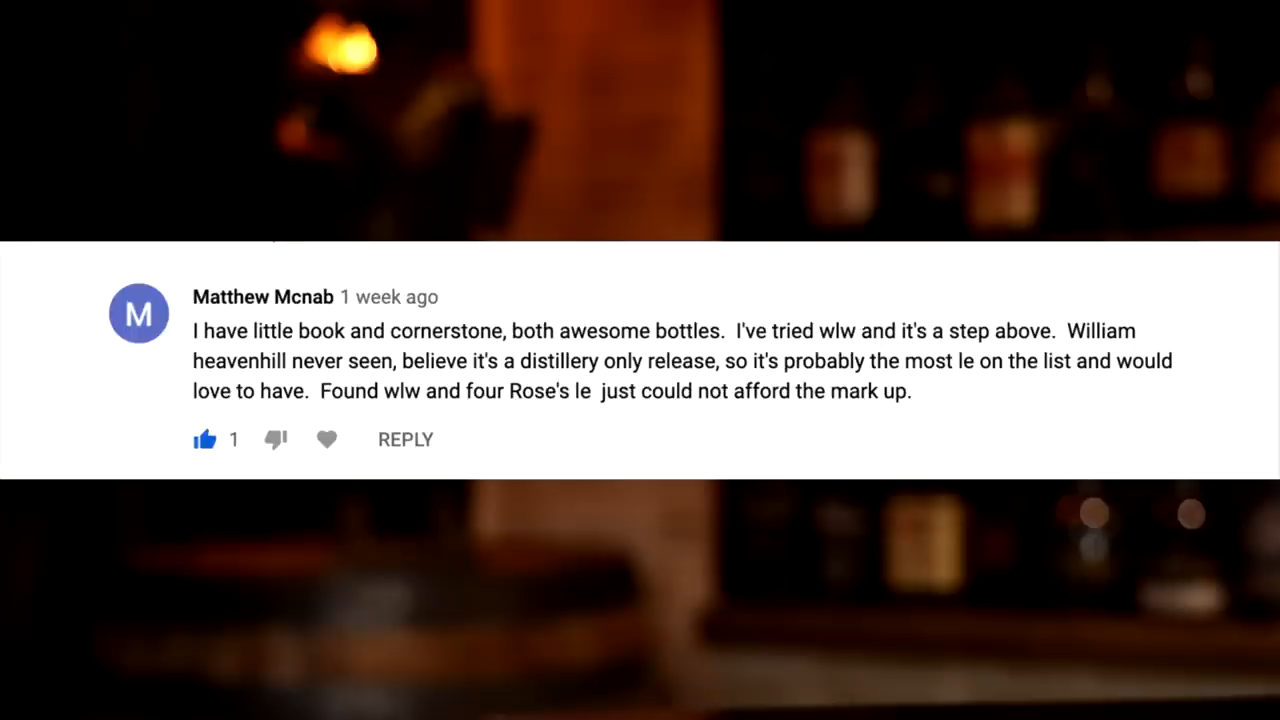 M
Matthew Mcnab 1 week ago
I have little book and cornerstone, both awesome bottles.  I've tried wlw and it's a step above.  William
heavenhill never seen, believe it's a distillery only release, so it's probably the most le on the list and would
love to have.  Found wlw and four Rose's le  just could not afford the mark up.
1 REPLY